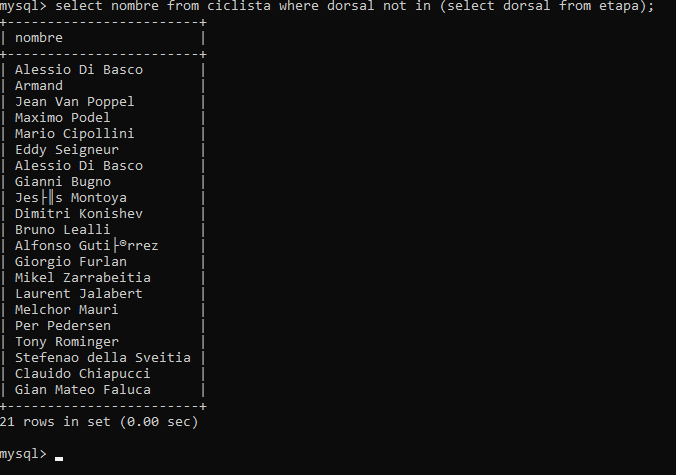 mysql> select nombre from ciclista where dorsal not in (select dorsal from etapa);
+------------------------+
| nombre                 |
+------------------------+
| Alessio Di Basco       |
| Armand                 |
| Jean Van Poppel        |
| Maximo Podel           |
| Mario Cipollini        |
| Eddy Seigneur          |
| Alessio Di Basco       |
| Gianni Bugno           |
| Jes├║s Montoya         |
| Dimitri Konishev       |
| Bruno Lealli           |
| Alfonso Guti├®rrez     |
| Giorgio Furlan         |
| Mikel Zarrabeitia      |
| Laurent Jalabert       |
| Melchor Mauri          |
| Per Pedersen           |
| Tony Rominger          |
| Stefenao della Sveitia |
| Clauido Chiapucci      |
| Gian Mateo Faluca      |
+------------------------+
21 rows in set (0.00 sec)
mysql> _